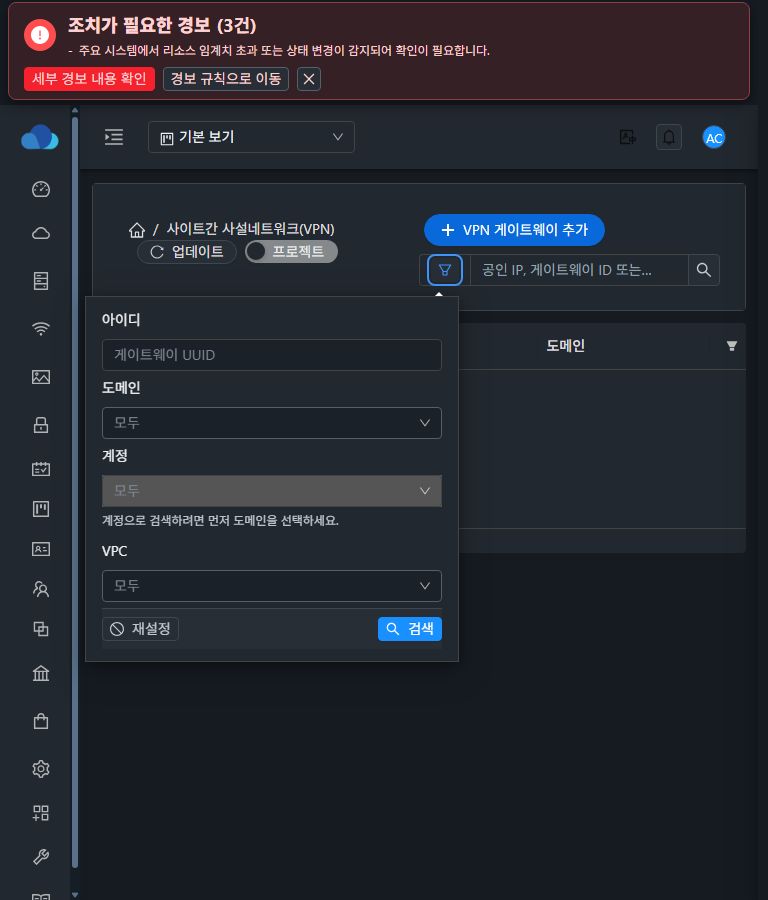 조치가 필요한 경보 (3건)
- 주요 시스템에서 리소스 임계치 초과 또는 상태 변경이 감지되어 확인이 필요합니다.
세부 경보 내용 확인
경보 규칙으로 이동
기본 보기
AC
/ 사이트간 사설네트워크(VPN)
VPN 게이트웨이 추가
업데이트
프로젝트
공인 IP, 게이트웨이 ID 또는...
아이디
게이트웨이 UUID
도메인
도메인
모두
계정
모두
계정으로 검색하려면 먼저 도메인을 선택하세요.
VPC
모두
재설정
검색